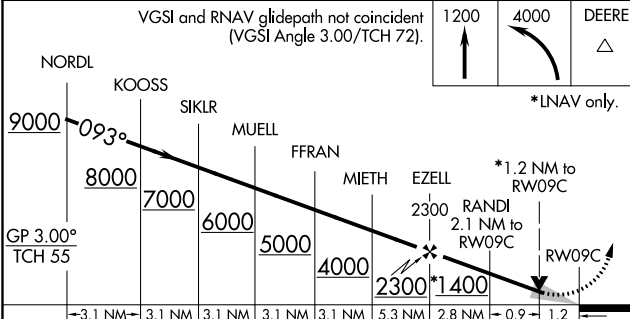 VGSI and RNAV glidepath not coincident
(VGSI Angle 3.00/TCH 72).
1200
4000
DEERE
*LNAV only.
NORDL
KOOSS
SIKLR
MUELL
FFRAN
MIETH
EZELL
2300
RANDI
2.1 NM to
RW09C
*1.2 NM to
RW09C
RW09C
9000
093°
8000
7000
6000
5000
4000
2300
*1400
GP 3.00°
TCH 55
3.1 NM
3.1 NM
3.1 NM
3.1 NM
3.1 NM
5.3 NM
2.8 NM
0.9
1.2